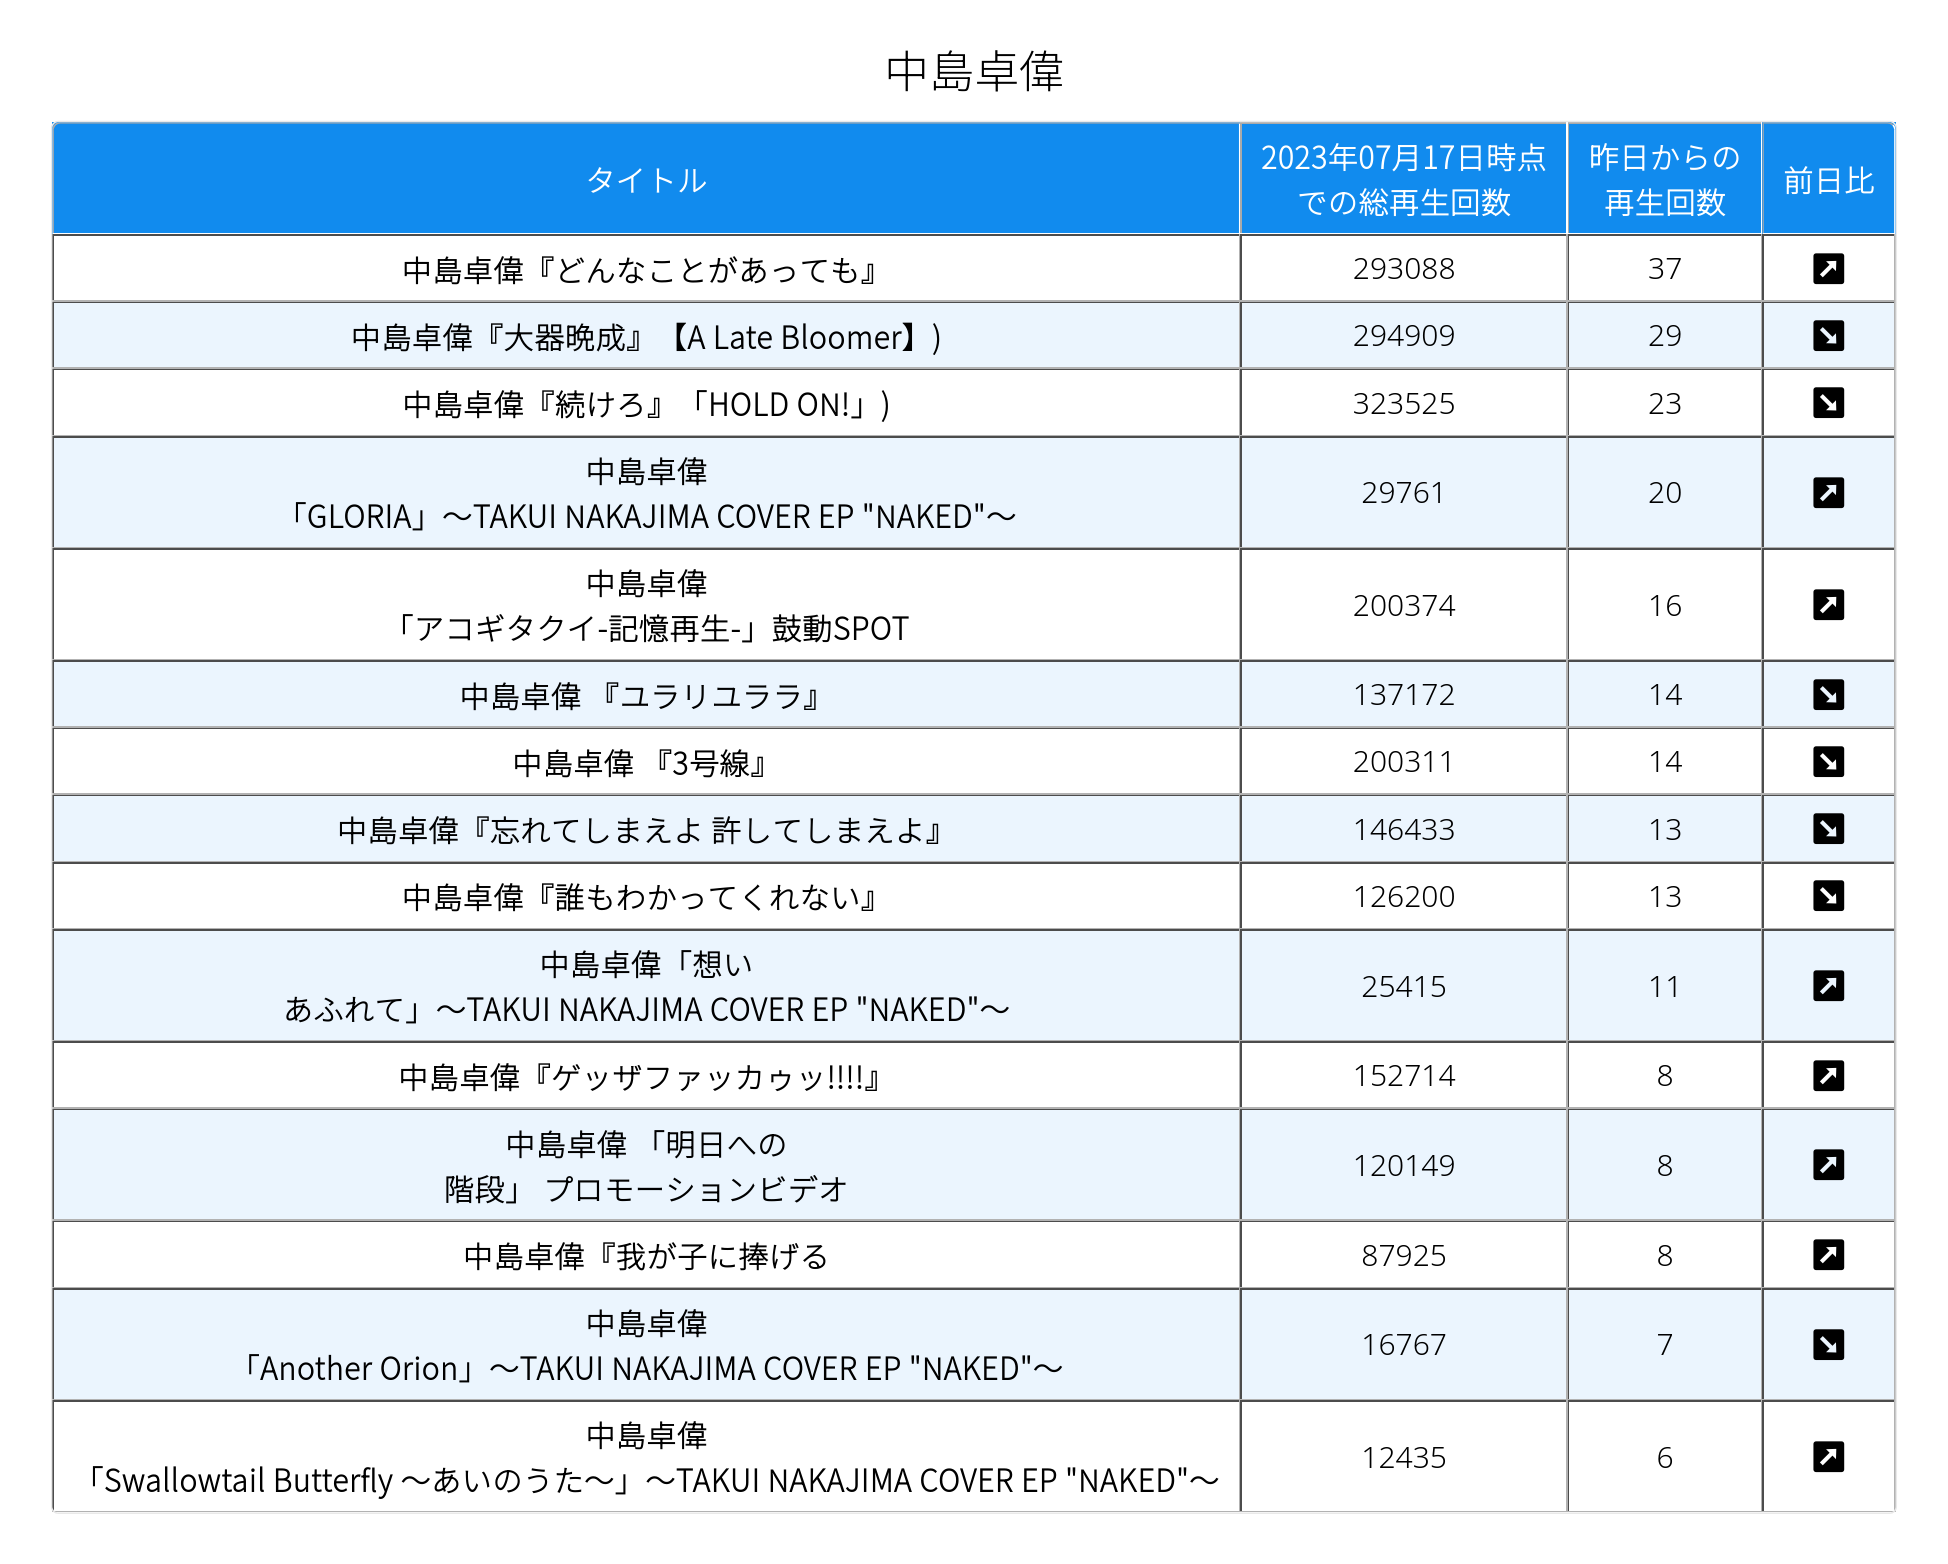 中島卓偉
タイトル
2023年07月17日時点
での総再生回数
昨日からの
再生回数
前日比
中島卓偉『どんなことがあっても』 293088 37
中島卓偉『大器晩成』【A Late Bloomer】) 294909 29
中島卓偉『続けろ』「HOLD ON!」) 323525 23
中島卓偉
「GLORIA」～TAKUI NAKAJIMA COVER EP "NAKED"～ 29761 20
中島卓偉
「アコギタクイ-記憶再生-」鼓動SPOT 200374 16
中島卓偉 『ユラリユララ』 137172 14
中島卓偉 『3号線』 200311 14
中島卓偉『忘れてしまえよ 許してしまえよ』 146433 13
中島卓偉『誰もわかってくれない』 126200 13
中島卓偉「想い
あふれて」～TAKUI NAKAJIMA COVER EP "NAKED"～ 25415 11
中島卓偉『ゲッザファッカゥッ!!!!』 152714 8
中島卓偉 「明日への
階段」 プロモーションビデオ 120149 8
中島卓偉『我が子に捧げる 87925 8
中島卓偉
「Another Orion」～TAKUI NAKAJIMA COVER EP "NAKED"～ 16767 7
中島卓偉
「Swallowtail Butterfly ～あいのうた～」～TAKUI NAKAJIMA COVER EP "NAKED"～ 12435 6